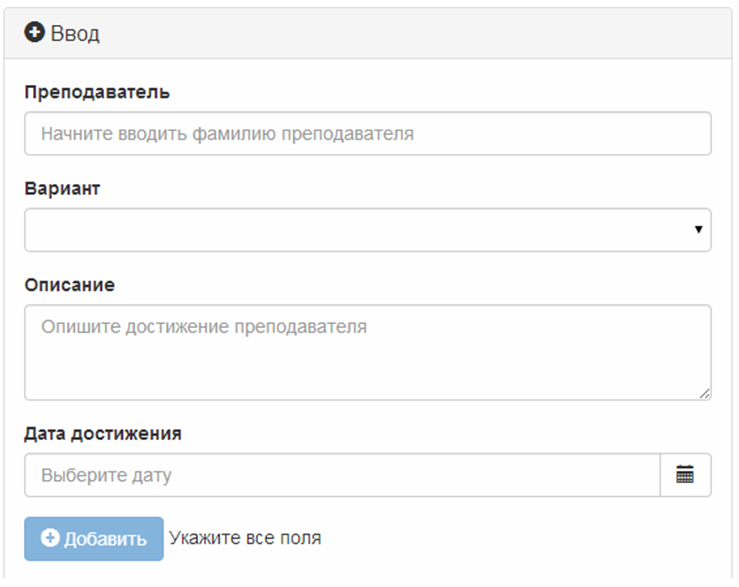 Ввод
Преподаватель
Начните вводить фамилию преподавателя
Вариант
Описание
Опишите достижение преподавателя
Дата достижения
Выберите дату
Добавить Укажите все поля